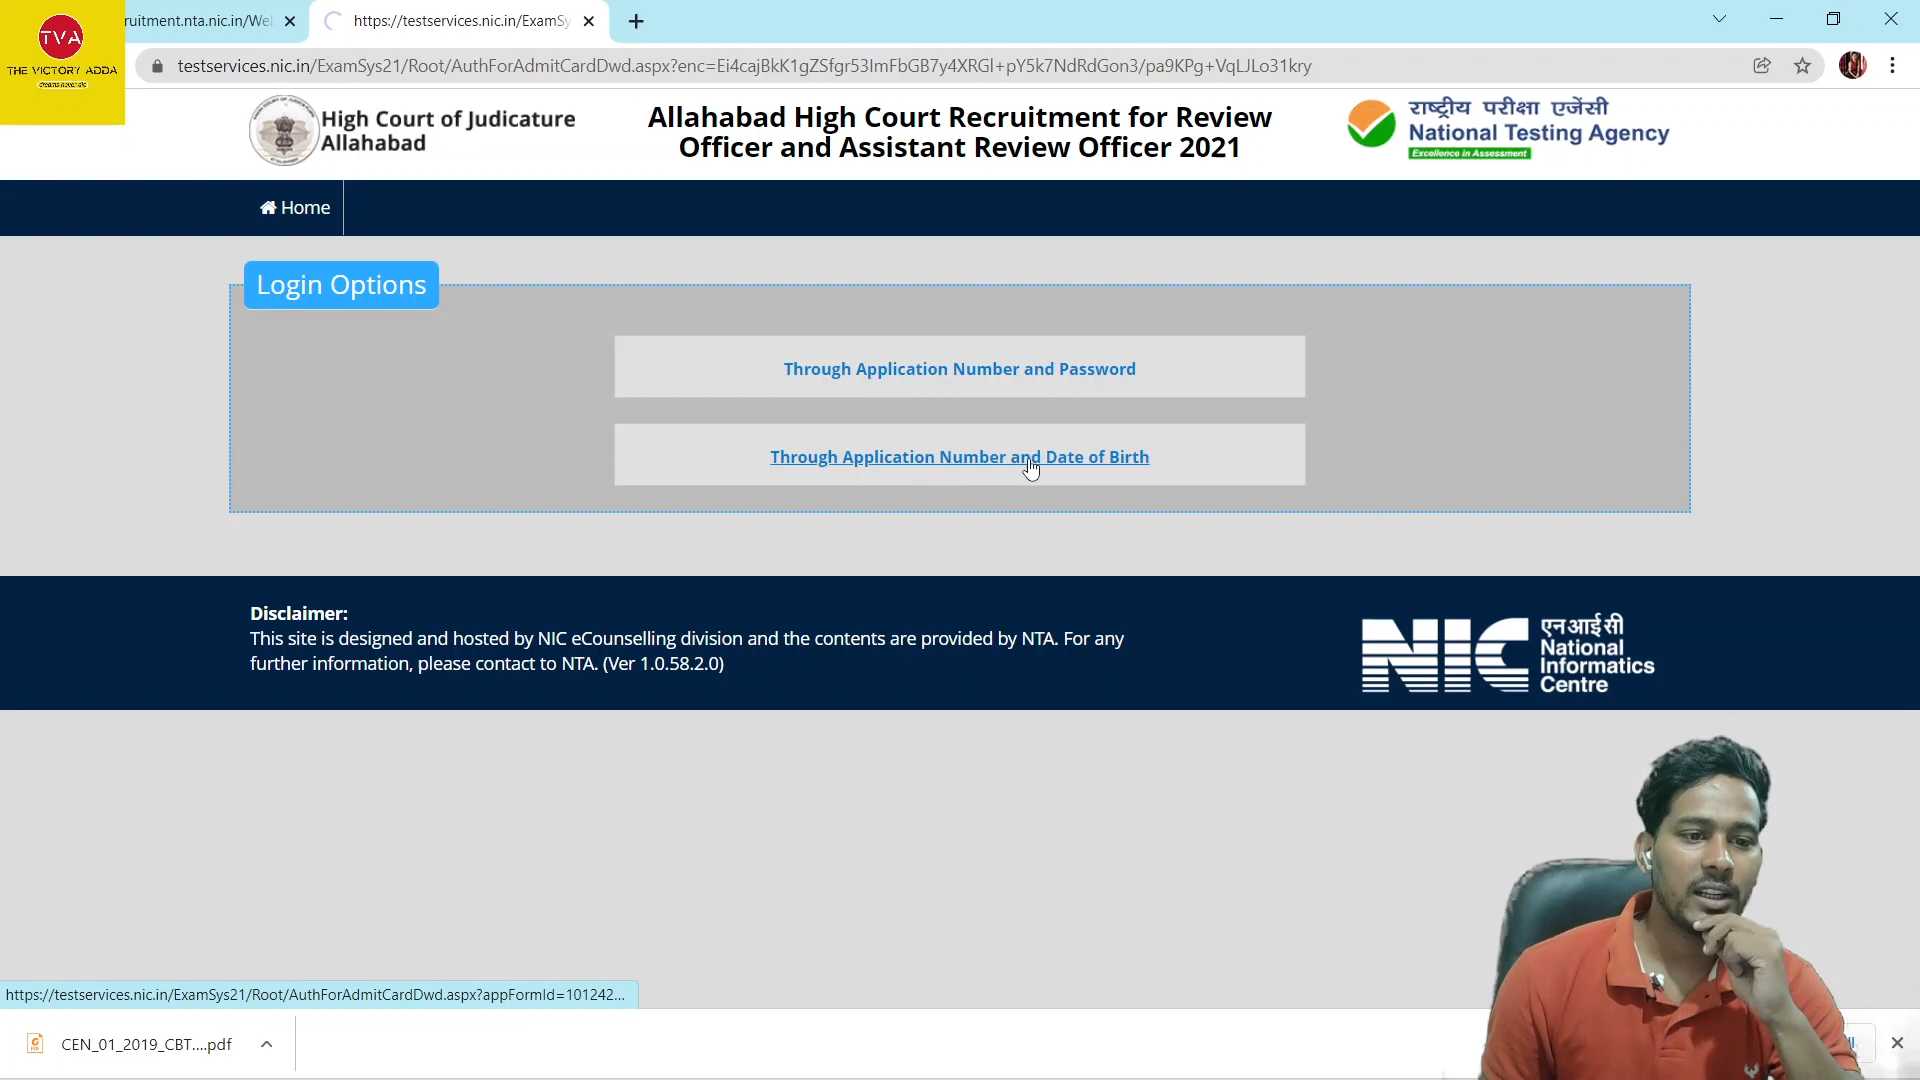 TVA
THE VICTORY ADDA
dreams never die
ruitment.nta.nic.in/We
https://testservices.nic.in/ExamSy
testservices.nic.in/ExamSys21/Root/AuthForAdmitCardDwd.aspx?enc=Ei4cajBkK1gZSfgr53ImFbGB7y4XRGl+pY5k7NdRdGon3/pa9KPg+VqLJLo31kry
High Court of Judicature
Allahabad
Allahabad High Court Recruitment for Review
Officer and Assistant Review Officer 2021
राष्ट्रीय परीक्षा एजेंसी
National Testing Agency
Excellence in Assessment
Home
Login Options
Through Application Number and Password
Through Application Number and Date of Birth
Disclaimer:
This site is designed and hosted by NIC eCounselling division and the contents are provided by NTA. For any
further information, please contact to NTA. (Ver 1.0.58.2.0)
NIC
एन आई सी
National
Informatics
Centre
https://testservices.nic.in/ExamSys21/Root/AuthForAdmitCardDwd.aspx?appFormId=101242...
CEN_01_2019_CBT....pdf